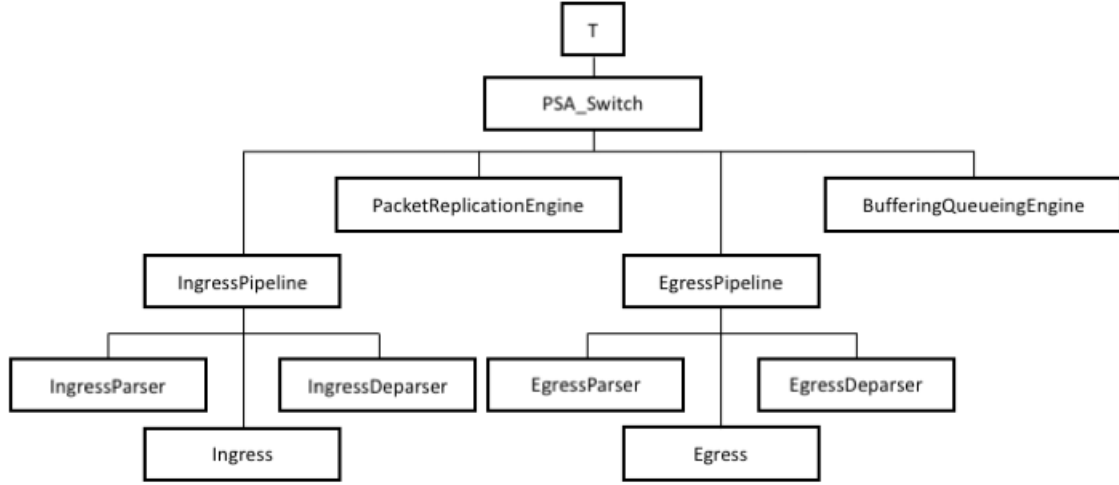 T
PSA_Switch
PacketReplicationEngine
BufferingQueueingEngine
IngressPipeline
EgressPipeline
IngressParser
IngressDeparser
EgressParser
EgressDeparser
Ingress
Egress